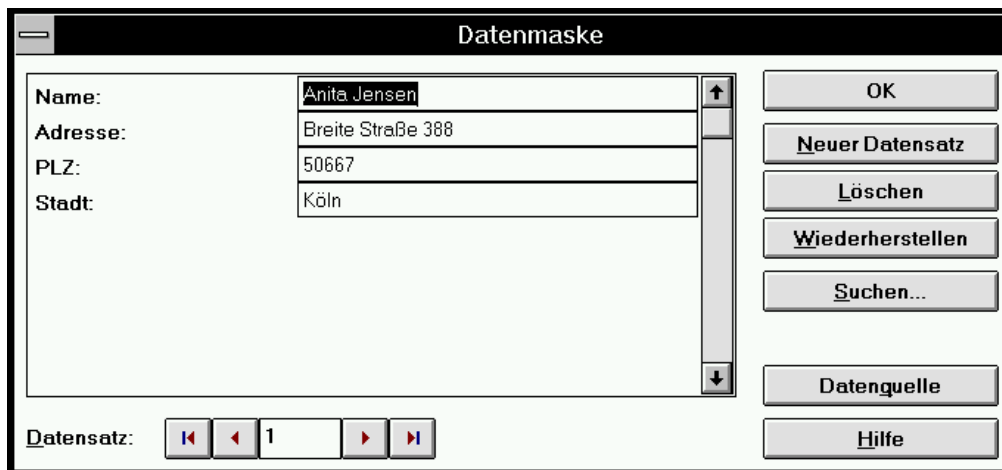 Datenmaske
Name: Anita Jensen
Adresse: Breite Straße 388
PLZ: 50667
Stadt: Köln
OK
Neuer Datensatz
Löschen
Wiederherstellen
Suchen...
Datenquelle
Hilfe
Datensatz: 1